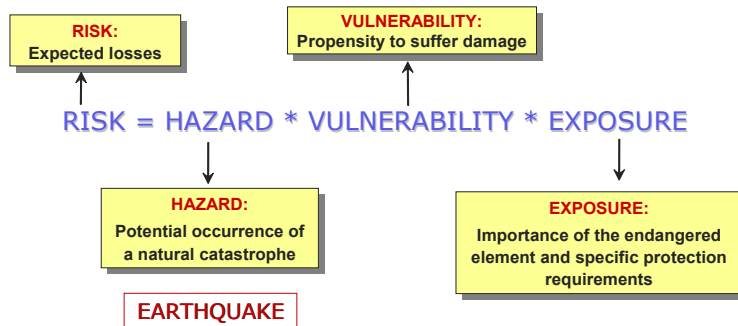 RISK:
Expected losses
VULNERABILITY:
Propensity to suffer damage
RISK = HAZARD * VULNERABILITY * EXPOSURE
HAZARD:
Potential occurrence of
a natural catastrophe
EXPOSURE:
Importance of the endangered
element and specific protection
requirements
EARTHQUAKE